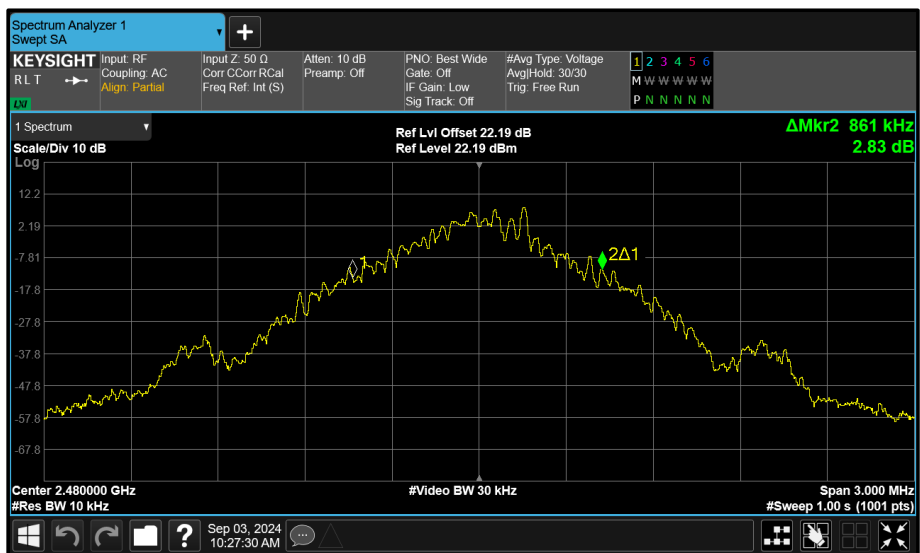 Spectrum Analyzer 1
Swept SA
KEYSIGHT
R L T
LXI
Input: RF
Coupling: AC
Align: Partial
Input Z: 50 Ω
Corr CCorr RCal
Freq Ref: Int (S)
Atten: 10 dB
Preamp: Off
PNO: Best Wide
Gate: Off
IF Gain: Low
Sig Track: Off
#Avg Type: Voltage
Avg|Hold: 30/30
Trig: Free Run
1 2 3 4 5 6
M W W W W W
P N N N N N
1 Spectrum
Scale/Div 10 dB
Ref Lvl Offset 22.19 dB
Ref Level 22.19 dBm
ΔMkr2 861 kHz
2.83 dB
Log
12.2
2.19
-7.81
-17.8
-27.8
-37.8
-47.8
-57.8
-67.8
1
2Δ1
Center 2.480000 GHz
#Video BW 30 kHz
Span 3.000 MHz
#Res BW 10 kHz
#Sweep 1.00 s (1001 pts)
?
Sep 03, 2024
10:27:30 AM